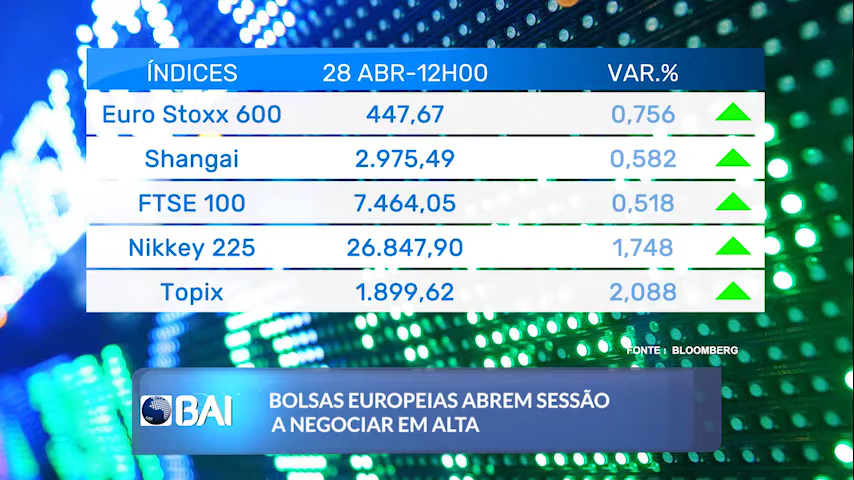 ÍNDICES 28 ABR-12H00 VAR.%
Euro Stoxx 600 447,67 0,756
Shangai 2.975,49 0,582
FTSE 100 7.464,05 0,518
Nikkey 225 26.847,90 1,748
Topix 1.899,62 2,088
FONTE : BLOOMBERG
BAI
BOLSAS EUROPEIAS ABREM SESSÃO
A NEGOCIAR EM ALTA